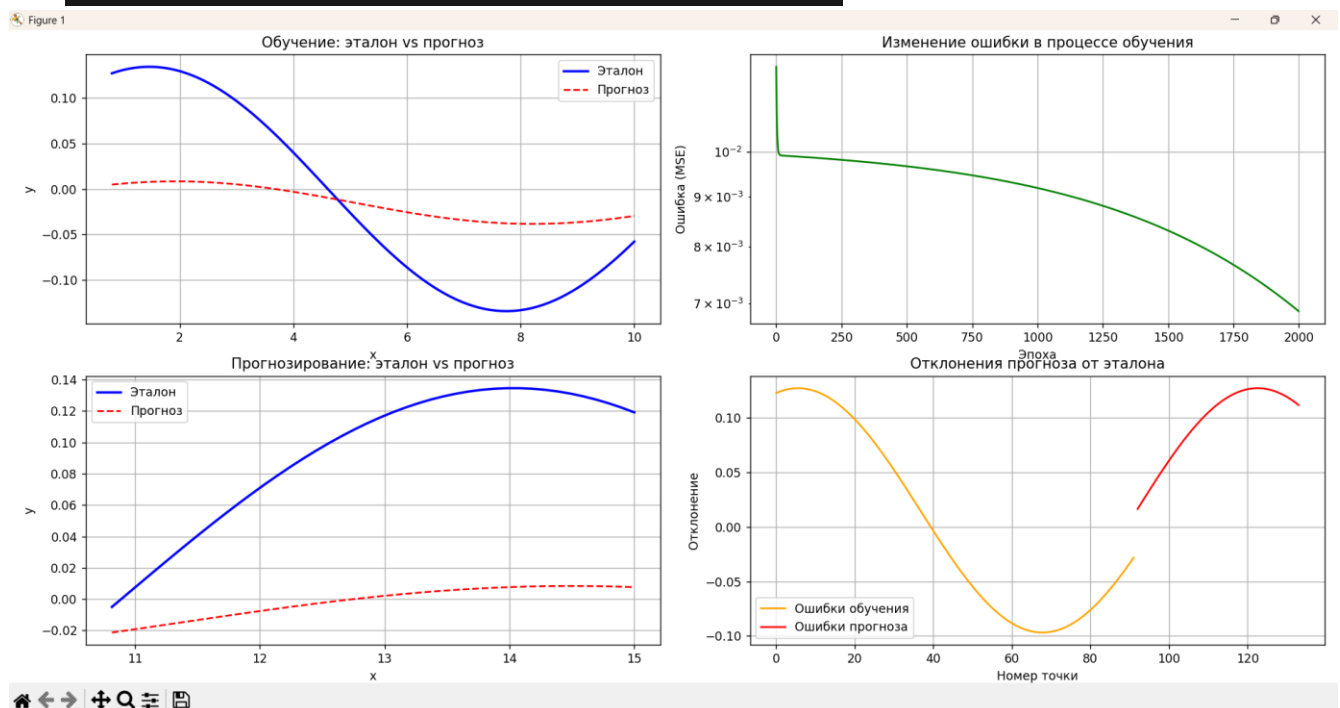 Figure 1
Обучение: эталон vs прогноз
Эталон
Прогноз
0.10
0.05
0.00
−0.05
−0.10
y
2
4
6
8
10
x
Изменение ошибки в процессе обучения
Ошибка (MSE)
10⁻²
9 × 10⁻³
8 × 10⁻³
7 × 10⁻³
0
250
500
750
1000
1250
1500
1750
2000
Эпоха
Прогнозирование: эталон vs прогноз
Эталон
Прогноз
0.14
0.12
0.10
0.08
0.06
0.04
0.02
0.00
−0.02
y
11
12
13
14
15
x
Отклонения прогноза от эталона
Отклонение
0.10
0.05
0.00
−0.05
−0.10
Ошибки обучения
Ошибки прогноза
0
20
40
60
80
100
120
Номер точки